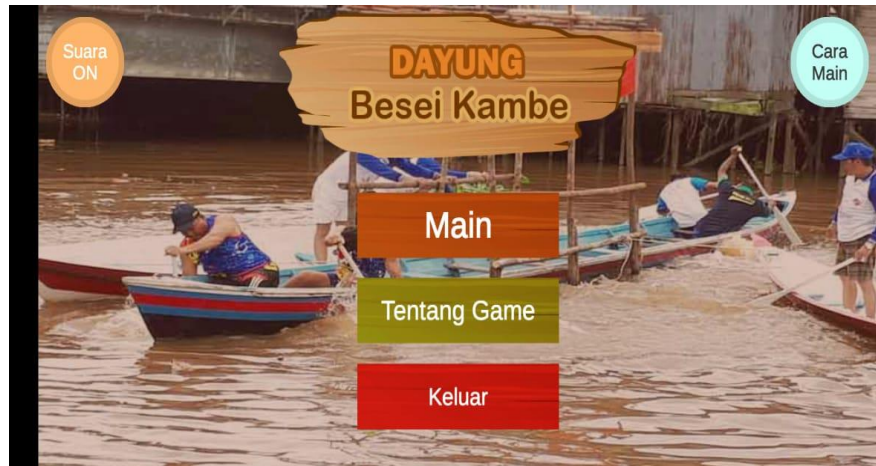 Suara
ON
DAYUNG
Besei Kambe
Cara
Main
Main
Tentang Game
Keluar